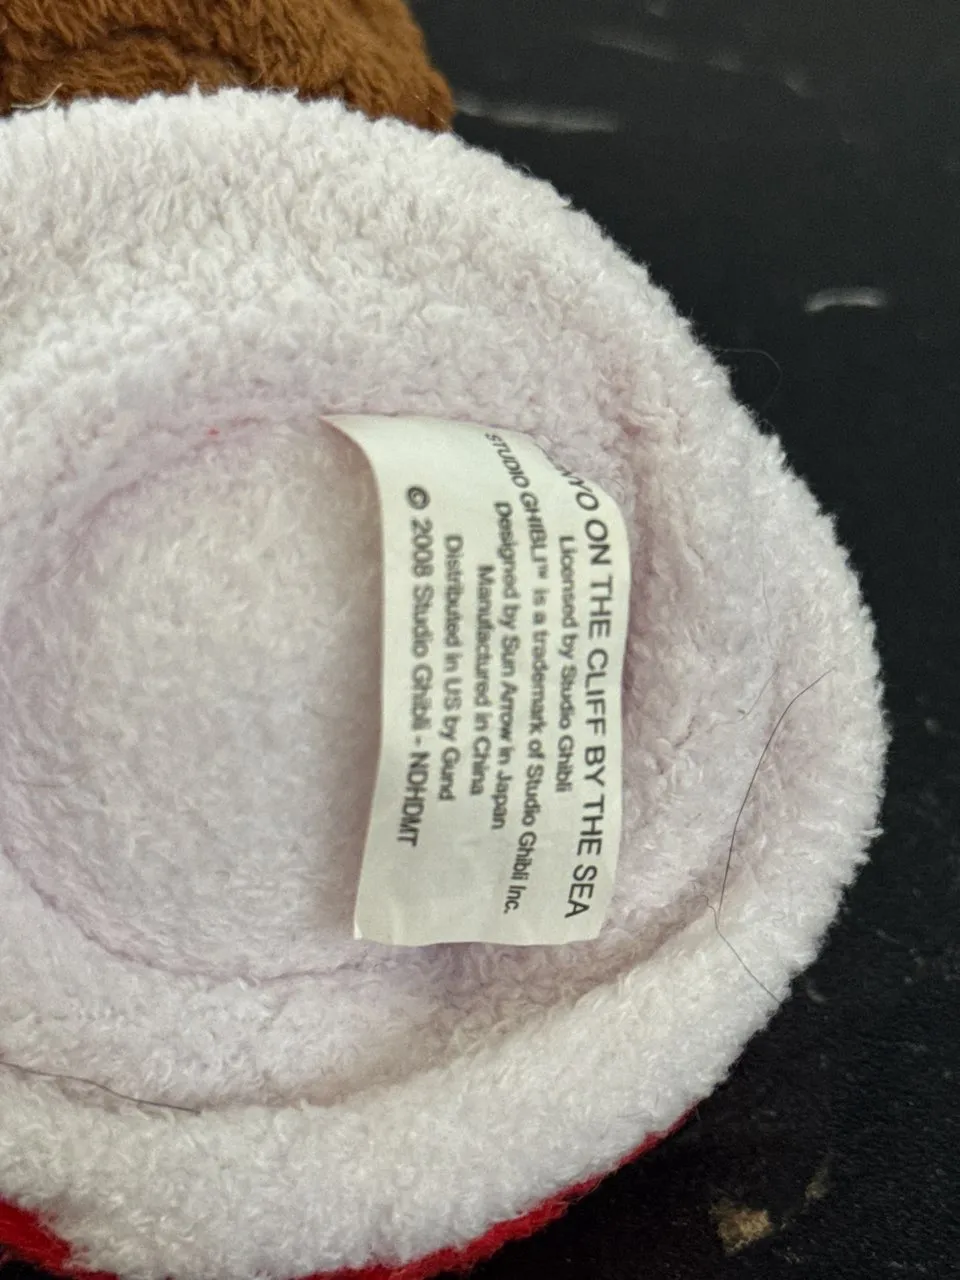 ON THE CLIFF BY THE SEA
Licensed by Studio Ghibli
STUDIO GHIBLI™ is a trademark of Studio Ghibli Inc.
Designed by Sun Arrow in Japan
Manufactured in China
Distributed in US by Gund
© 2008 Studio Ghibli - NDHDMT